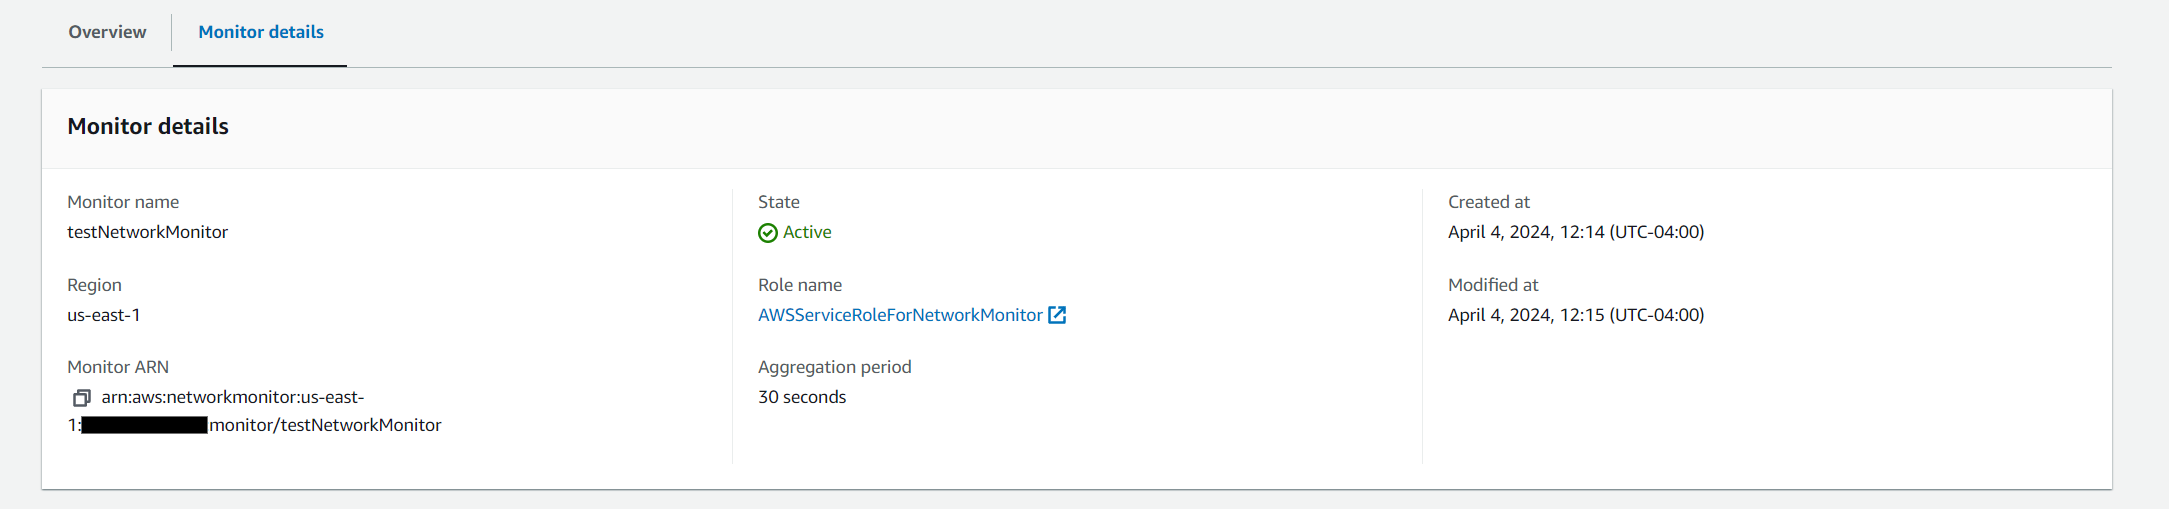 Overview
Monitor details
Monitor details
Monitor name
testNetworkMonitor
Region
us-east-1
Monitor ARN
arn:aws:networkmonitor:us-east-
1:monitor/testNetworkMonitor
State
Active
Role name
AWSServiceRoleForNetworkMonitor
Aggregation period
30 seconds
Created at
April 4, 2024, 12:14 (UTC-04:00)
Modified at
April 4, 2024, 12:15 (UTC-04:00)